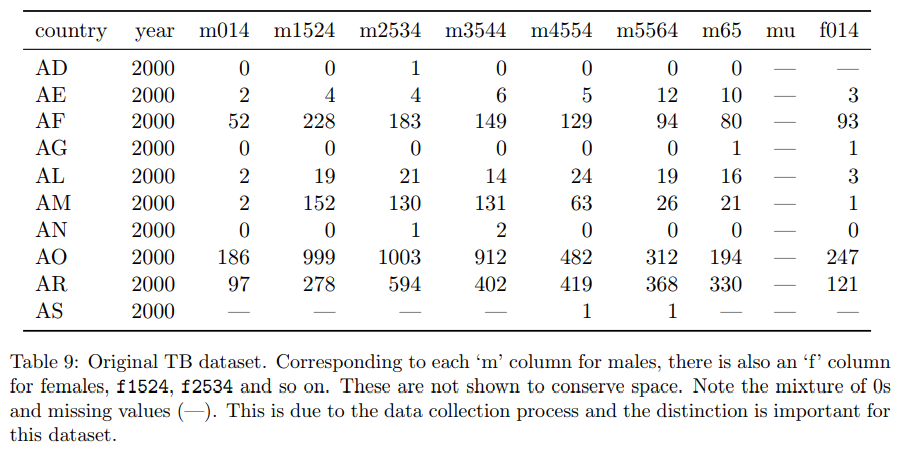 country year m014 m1524 m2534 m3544 m4554 m5564 m65 mu f014
AD 2000 0 0 1 0 0 0 0 — —
AE 2000 2 4 4 6 5 12 10 — 3
AF 2000 52 228 183 149 129 94 80 — 93
AG 2000 0 0 0 0 0 0 1 — 1
AL 2000 2 19 21 14 24 19 16 — 3
AM 2000 2 152 130 131 63 26 21 — 1
AN 2000 0 0 1 2 0 0 0 — 0
AO 2000 186 999 1003 912 482 312 194 — 247
AR 2000 97 278 594 402 419 368 330 — 121
AS 2000 — — — — 1 1 — — —
Table 9: Original TB dataset. Corresponding to each ‘m’ column for males, there is also an ‘f’ column
for females, f1524, f2534 and so on. These are not shown to conserve space. Note the mixture of 0s
and missing values (—). This is due to the data collection process and the distinction is important for
this dataset.